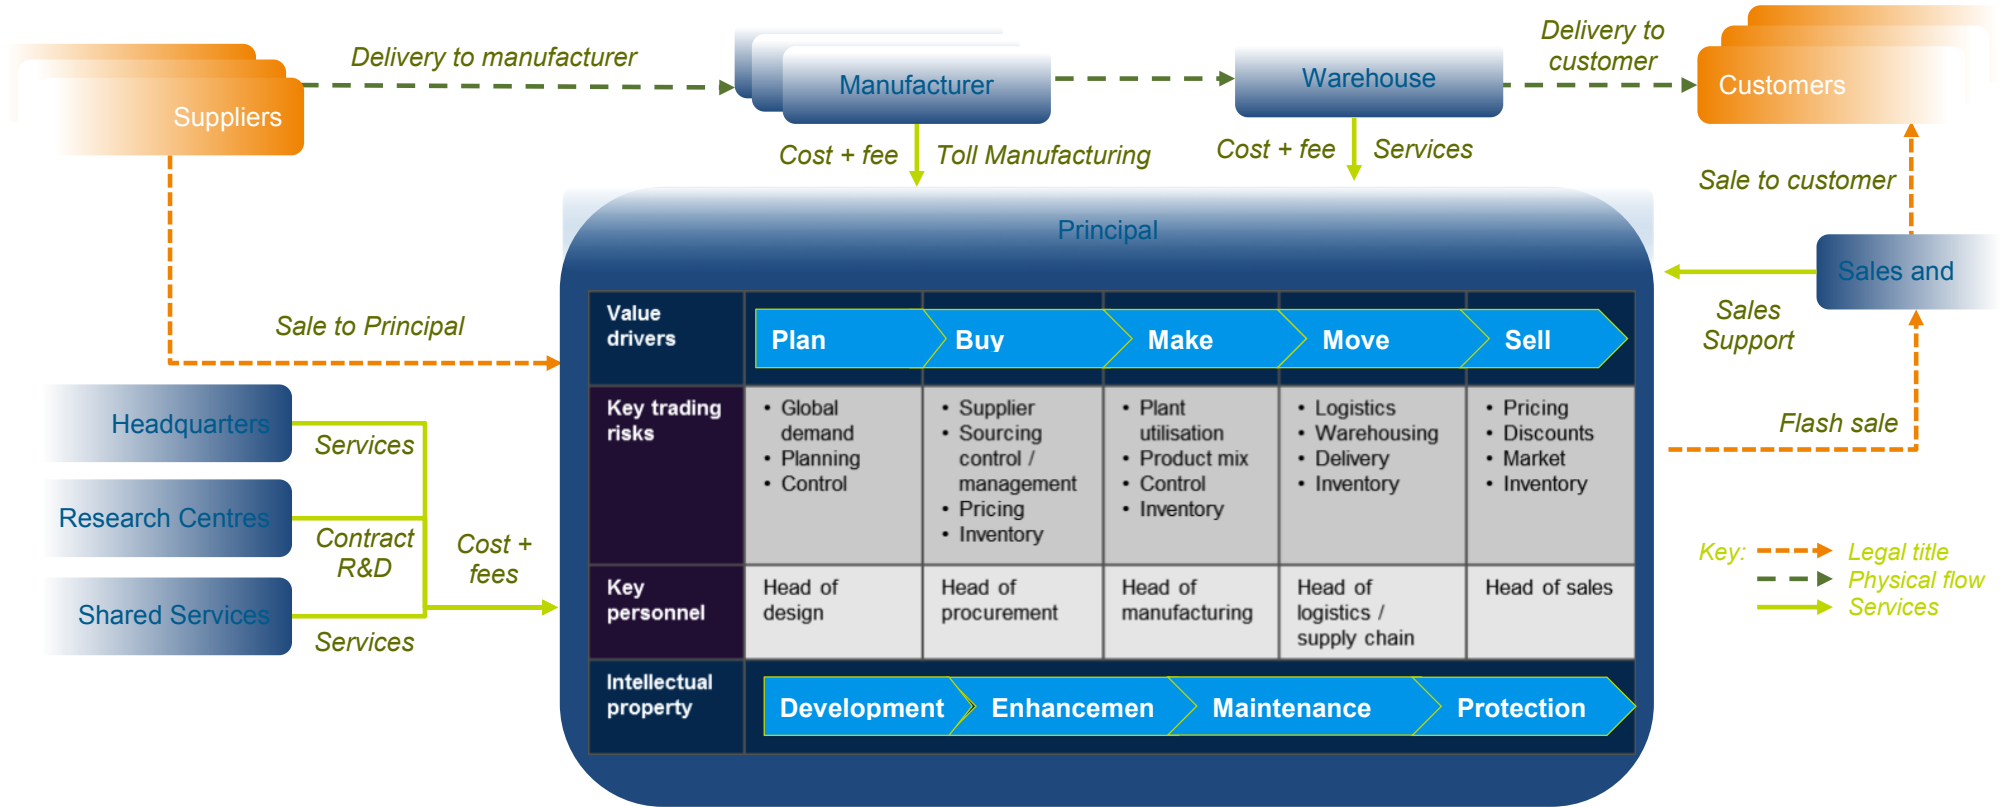 Delivery to manufacturer
Delivery to
customer
Suppliers
Manufacturer
Warehouse
Customers
Cost + fee
Toll Manufacturing
Cost + fee
Services
Sale to customer
Principal
Sales and
Sales
Support
Sale to Principal
Flash sale
Headquarters
Services
Research Centres
Contract
R&D
Cost +
fees
Shared Services
Services
Value
drivers
Plan
Buy
Make
Move
Sell
Key trading
risks
• Global
demand
• Planning
• Control
• Supplier
• Sourcing
control /
management
• Pricing
• Inventory
• Plant
utilisation
• Product mix
• Control
• Inventory
• Logistics
• Warehousing
• Delivery
• Inventory
• Pricing
• Discounts
• Market
• Inventory
Key
personnel
Head of
design
Head of
procurement
Head of
manufacturing
Head of
logistics /
supply chain
Head of sales
Intellectual
property
Development
Enhancemen
Maintenance
Protection
Key:
Legal title
Physical flow
Services